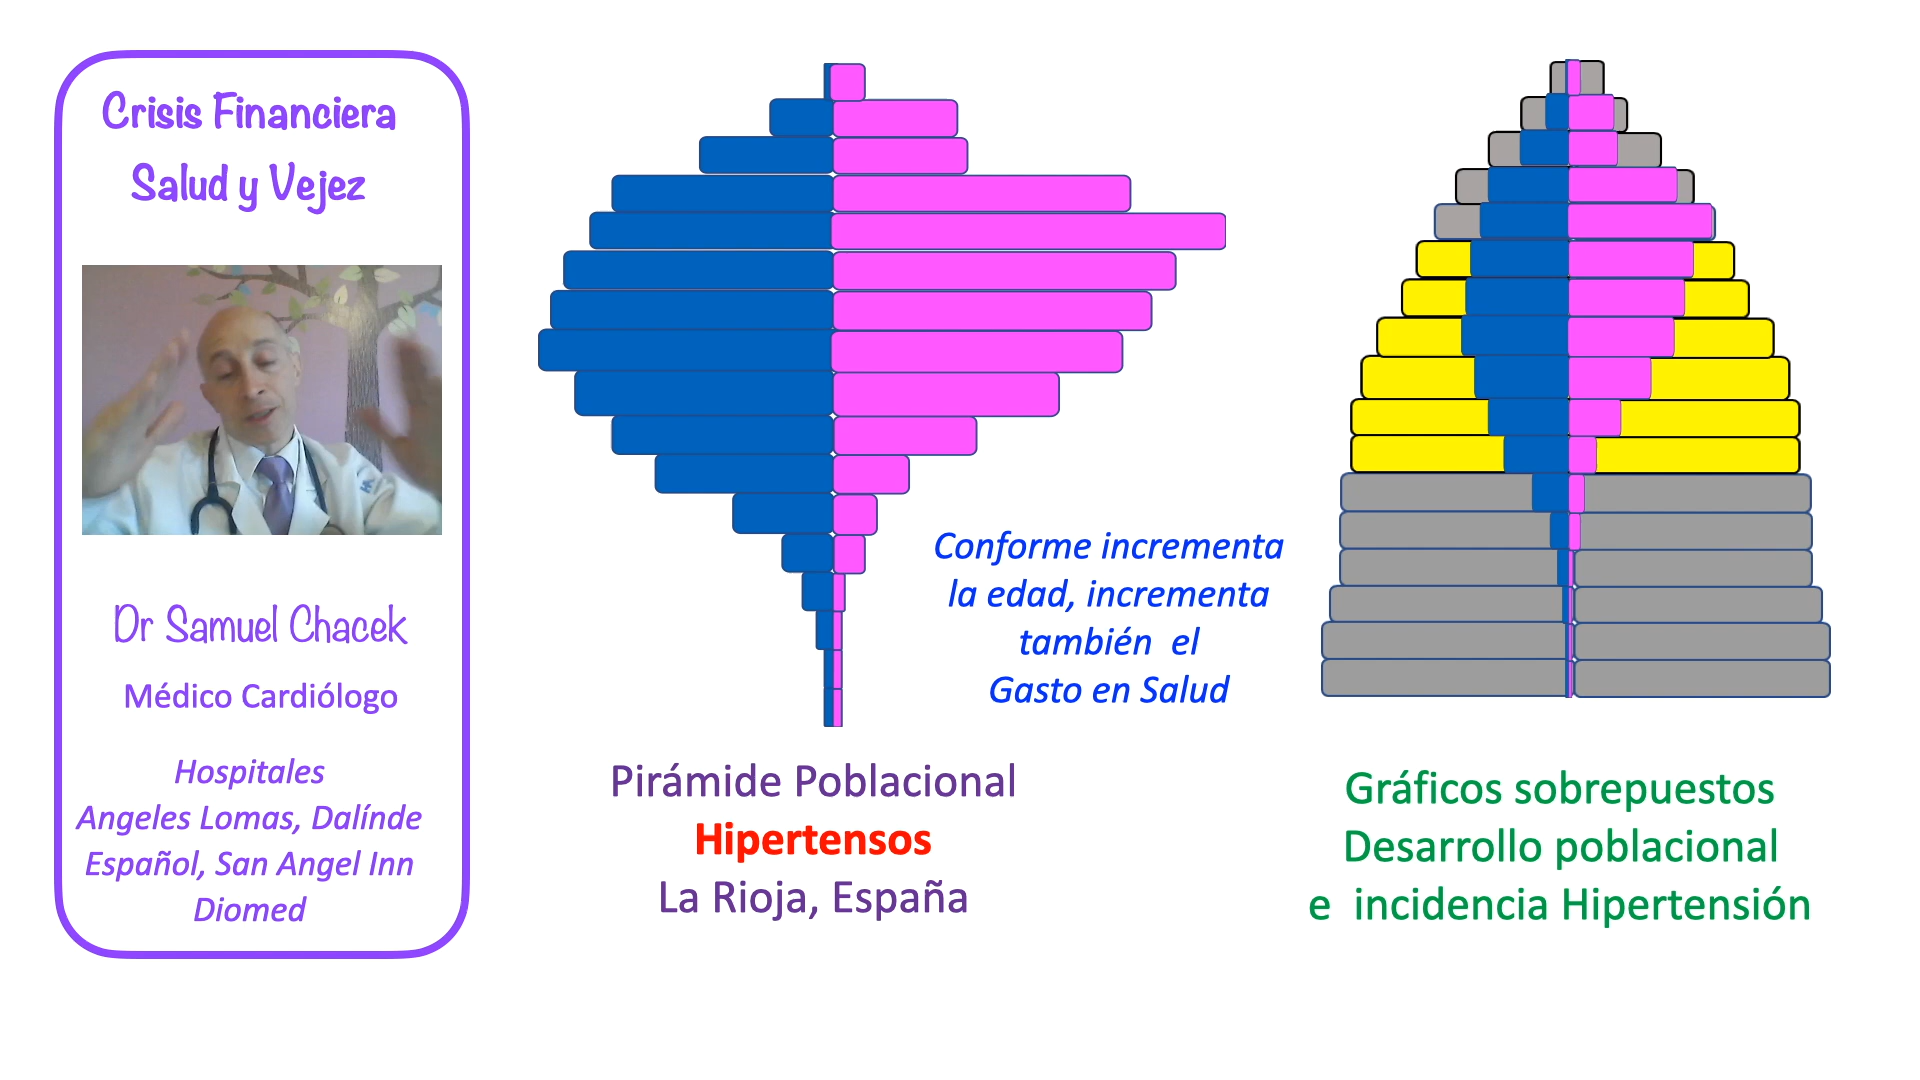 Crisis Financiera
Salud y Vejez
Dr Samuel Chacek
Médico Cardiólogo
Hospitales
Angeles Lomas, Dalínde
Español, San Angel Inn
Diomed
Conforme incrementa
la edad, incrementa
también el
Gasto en Salud
Pirámide Poblacional
Hipertensos
La Rioja, España
Gráficos sobrepuestos
Desarrollo poblacional
e incidencia Hipertensión